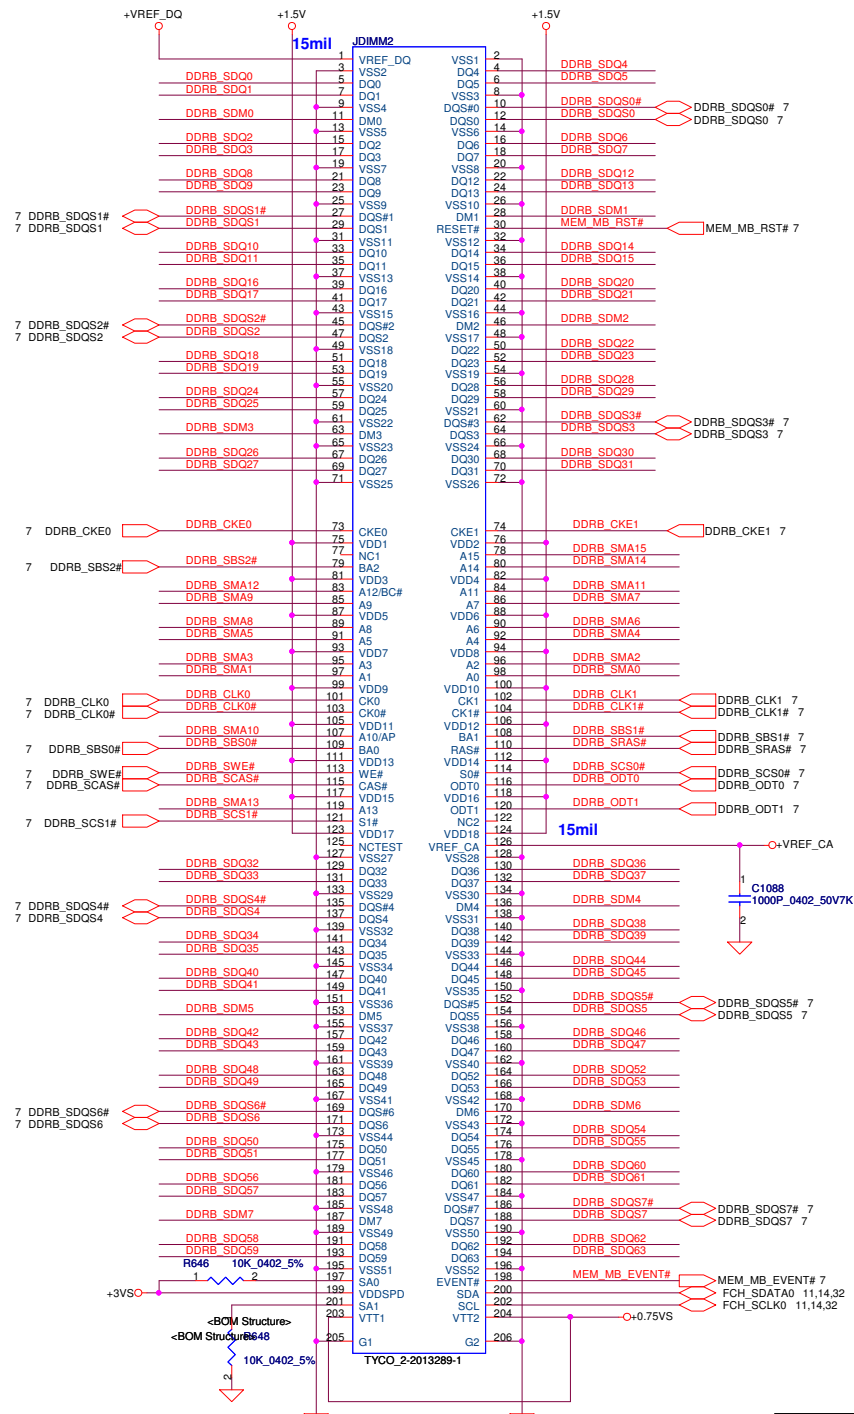 +VREF_DQ +1.5V +1.5V
15mil JDIMM2
1 VREF_DQ VSS1 2
3 VSS2 DQ4 4 DDRB_SDQ4
DDRB_SDQ0 5 DQ0 DQ5 6 DDRB_SDQ5
DDRB_SDQ1 7 DQ1 VSS3 8
9 VSS4 DQS#0 10 DDRB_SDQS0# DDRB_SDQS0# 7
DDRB_SDM0 11 DM0 DQS0 12 DDRB_SDQS0 DDRB_SDQS0 7
13 VSS5 VSS6 14
DDRB_SDQ2 15 DQ2 DQ6 16 DDRB_SDQ6
DDRB_SDQ3 17 DQ3 DQ7 18 DDRB_SDQ7
19 VSS7 VSS8 20
DDRB_SDQ8 21 DQ8 DQ12 22 DDRB_SDQ12
DDRB_SDQ9 23 DQ9 DQ13 24 DDRB_SDQ13
25 VSS9 VSS10 26
7 DDRB_SDQS1# DDRB_SDQS1# 27 DQS#1 DM1 28 DDRB_SDM1
7 DDRB_SDQS1 DDRB_SDQS1 29 DQS1 RESET# 30 MEM_MB_RST# MEM_MB_RST# 7
31 VSS11 VSS12 32
DDRB_SDQ10 33 DQ10 DQ14 34 DDRB_SDQ14
DDRB_SDQ11 35 DQ11 DQ15 36 DDRB_SDQ15
37 VSS13 VSS14 38
DDRB_SDQ16 39 DQ16 DQ20 40 DDRB_SDQ20
DDRB_SDQ17 41 DQ17 DQ21 42 DDRB_SDQ21
43 VSS15 VSS16 44
7 DDRB_SDQS2# DDRB_SDQS2# 45 DQS#2 DM2 46 DDRB_SDM2
7 DDRB_SDQS2 DDRB_SDQS2 47 DQS2 VSS17 48
49 VSS18 DQ22 50 DDRB_SDQ22
DDRB_SDQ18 51 DQ18 DQ23 52 DDRB_SDQ23
DDRB_SDQ19 53 DQ19 VSS19 54
55 VSS20 DQ28 56 DDRB_SDQ28
DDRB_SDQ24 57 DQ24 DQ29 58 DDRB_SDQ29
DDRB_SDQ25 59 DQ25 VSS21 60
61 VSS22 DQS#3 62 DDRB_SDQS3# DDRB_SDQS3# 7
DDRB_SDM3 63 DM3 DQS3 64 DDRB_SDQS3 DDRB_SDQS3 7
65 VSS23 VSS24 66
DDRB_SDQ26 67 DQ26 DQ30 68 DDRB_SDQ30
DDRB_SDQ27 69 DQ27 DQ31 70 DDRB_SDQ31
71 VSS25 VSS26 72
7 DDRB_CKE0 DDRB_CKE0 73 CKE0 CKE1 74 DDRB_CKE1 DDRB_CKE1 7
75 VDD1 VDD2 76
77 NC1 A15 78 DDRB_SMA15
7 DDRB_SBS2# DDRB_SBS2# 79 BA2 A14 80 DDRB_SMA14
81 VDD3 VDD4 82
DDRB_SMA12 83 A12/BC# A11 84 DDRB_SMA11
DDRB_SMA9 85 A9 A7 86 DDRB_SMA7
87 VDD5 VDD6 88
DDRB_SMA8 89 A8 A6 90 DDRB_SMA6
DDRB_SMA5 91 A5 A4 92 DDRB_SMA4
93 VDD7 VDD8 94
DDRB_SMA3 95 A3 A2 96 DDRB_SMA2
DDRB_SMA1 97 A1 A0 98 DDRB_SMA0
99 VDD9 VDD10 100
7 DDRB_CLK0 DDRB_CLK0 101 CK0 CK1 102 DDRB_CLK1 DDRB_CLK1 7
7 DDRB_CLK0# DDRB_CLK0# 103 CK0# CK1# 104 DDRB_CLK1# DDRB_CLK1# 7
105 VDD11 VDD12 106
DDRB_SMA10 107 A10/AP BA1 108 DDRB_SBS1# DDRB_SBS1# 7
7 DDRB_SBS0# DDRB_SBS0# 109 BA0 RAS# 110 DDRB_SRAS# DDRB_SRAS# 7
111 VDD13 VDD14 112
7 DDRB_SWE# DDRB_SWE# 113 WE# S0# 114 DDRB_SCS0# DDRB_SCS0# 7
7 DDRB_SCAS# DDRB_SCAS# 115 CAS# ODT0 116 DDRB_ODT0 DDRB_ODT0 7
117 VDD15 VDD16 118
DDRB_SMA13 119 A13 ODT1 120 DDRB_ODT1 DDRB_ODT1 7
7 DDRB_SCS1# DDRB_SCS1# 121 S1# NC2 122
123 VDD17 VDD18 124 15mil
125 NCTEST VREF_CA 126 +VREF_CA
127 VSS27 VSS28 128
DDRB_SDQ32 129 DQ32 DQ36 130 DDRB_SDQ36
DDRB_SDQ33 131 DQ33 DQ37 132 DDRB_SDQ37 1
133 VSS29 VSS30 134 C1088
7 DDRB_SDQS4# DDRB_SDQS4# 135 DQS#4 DM4 136 DDRB_SDM4 1000P_0402_50V7K
7 DDRB_SDQS4 DDRB_SDQS4 137 DQS4 VSS31 138 2
139 VSS32 DQ38 140 DDRB_SDQ38
DDRB_SDQ34 141 DQ34 DQ39 142 DDRB_SDQ39
DDRB_SDQ35 143 DQ35 VSS33 144
145 VSS34 DQ44 146 DDRB_SDQ44
DDRB_SDQ40 147 DQ40 DQ45 148 DDRB_SDQ45
DDRB_SDQ41 149 DQ41 VSS35 150
151 VSS36 DQS#5 152 DDRB_SDQS5# DDRB_SDQS5# 7
DDRB_SDM5 153 DM5 DQS5 154 DDRB_SDQS5 DDRB_SDQS5 7
155 VSS37 VSS38 156
DDRB_SDQ42 157 DQ42 DQ46 158 DDRB_SDQ46
DDRB_SDQ43 159 DQ43 DQ47 160 DDRB_SDQ47
161 VSS39 VSS40 162
DDRB_SDQ48 163 DQ48 DQ52 164 DDRB_SDQ52
DDRB_SDQ49 165 DQ49 DQ53 166 DDRB_SDQ53
167 VSS41 VSS42 168
7 DDRB_SDQS6# DDRB_SDQS6# 169 DQS#6 DM6 170 DDRB_SDM6
7 DDRB_SDQS6 DDRB_SDQS6 171 DQS6 VSS43 172
173 VSS44 DQ54 174 DDRB_SDQ54
DDRB_SDQ50 175 DQ50 DQ55 176 DDRB_SDQ55
DDRB_SDQ51 177 DQ51 VSS45 178
179 VSS46 DQ60 180 DDRB_SDQ60
DDRB_SDQ56 181 DQ56 DQ61 182 DDRB_SDQ61
DDRB_SDQ57 183 DQ57 VSS47 184
185 VSS48 DQS#7 186 DDRB_SDQS7# DDRB_SDQS7# 7
DDRB_SDM7 187 DM7 DQS7 188 DDRB_SDQS7 DDRB_SDQS7 7
189 VSS49 VSS50 190
DDRB_SDQ58 191 DQ58 DQ62 192 DDRB_SDQ62
DDRB_SDQ59 193 DQ59 DQ63 194 DDRB_SDQ63
R646 10K_0402_5% 195 VSS51 VSS52 196
1 2 197 SA0 EVENT# 198 MEM_MB_EVENT# MEM_MB_EVENT# 7
+3VS 199 VDDSPD SDA 200 FCH_SDATA0 11,14,32
201 SA1 SCL 202 FCH_SCLK0 11,14,32
<BOM Structure> 203 VTT1 VTT2 204 +0.75VS
<BOM Structure> R648 205 G1 G2 206
10K_0402_5% TYCO_2-2013289-1
2